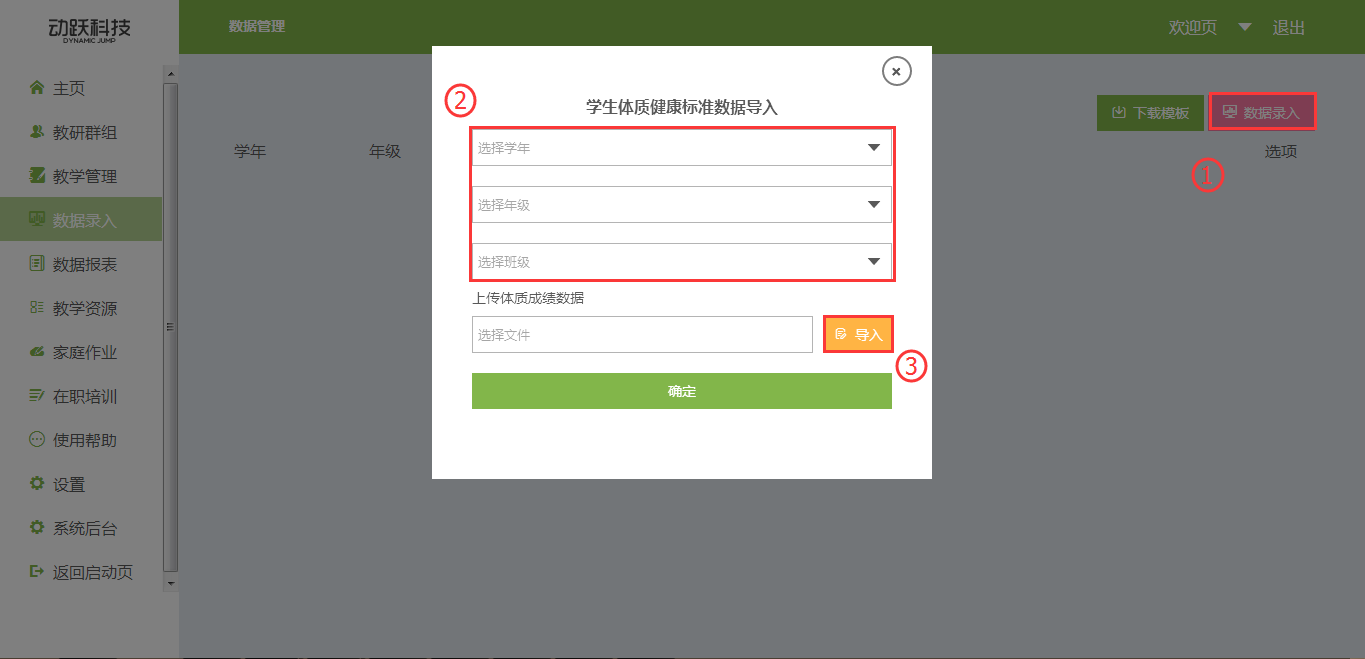 动跃科技
DYNAMIC JUMP
数据管理
欢迎页
退出
主页
教研群组
教学管理
数据录入
数据报表
教学资源
家庭作业
在职培训
使用帮助
设置
系统后台
返回启动页
下载模板
数据录入
①
学年
年级
选项
②
学生体质健康标准数据导入
选择学年
选择年级
选择班级
上传体质成绩数据
选择文件
导入
③
确定